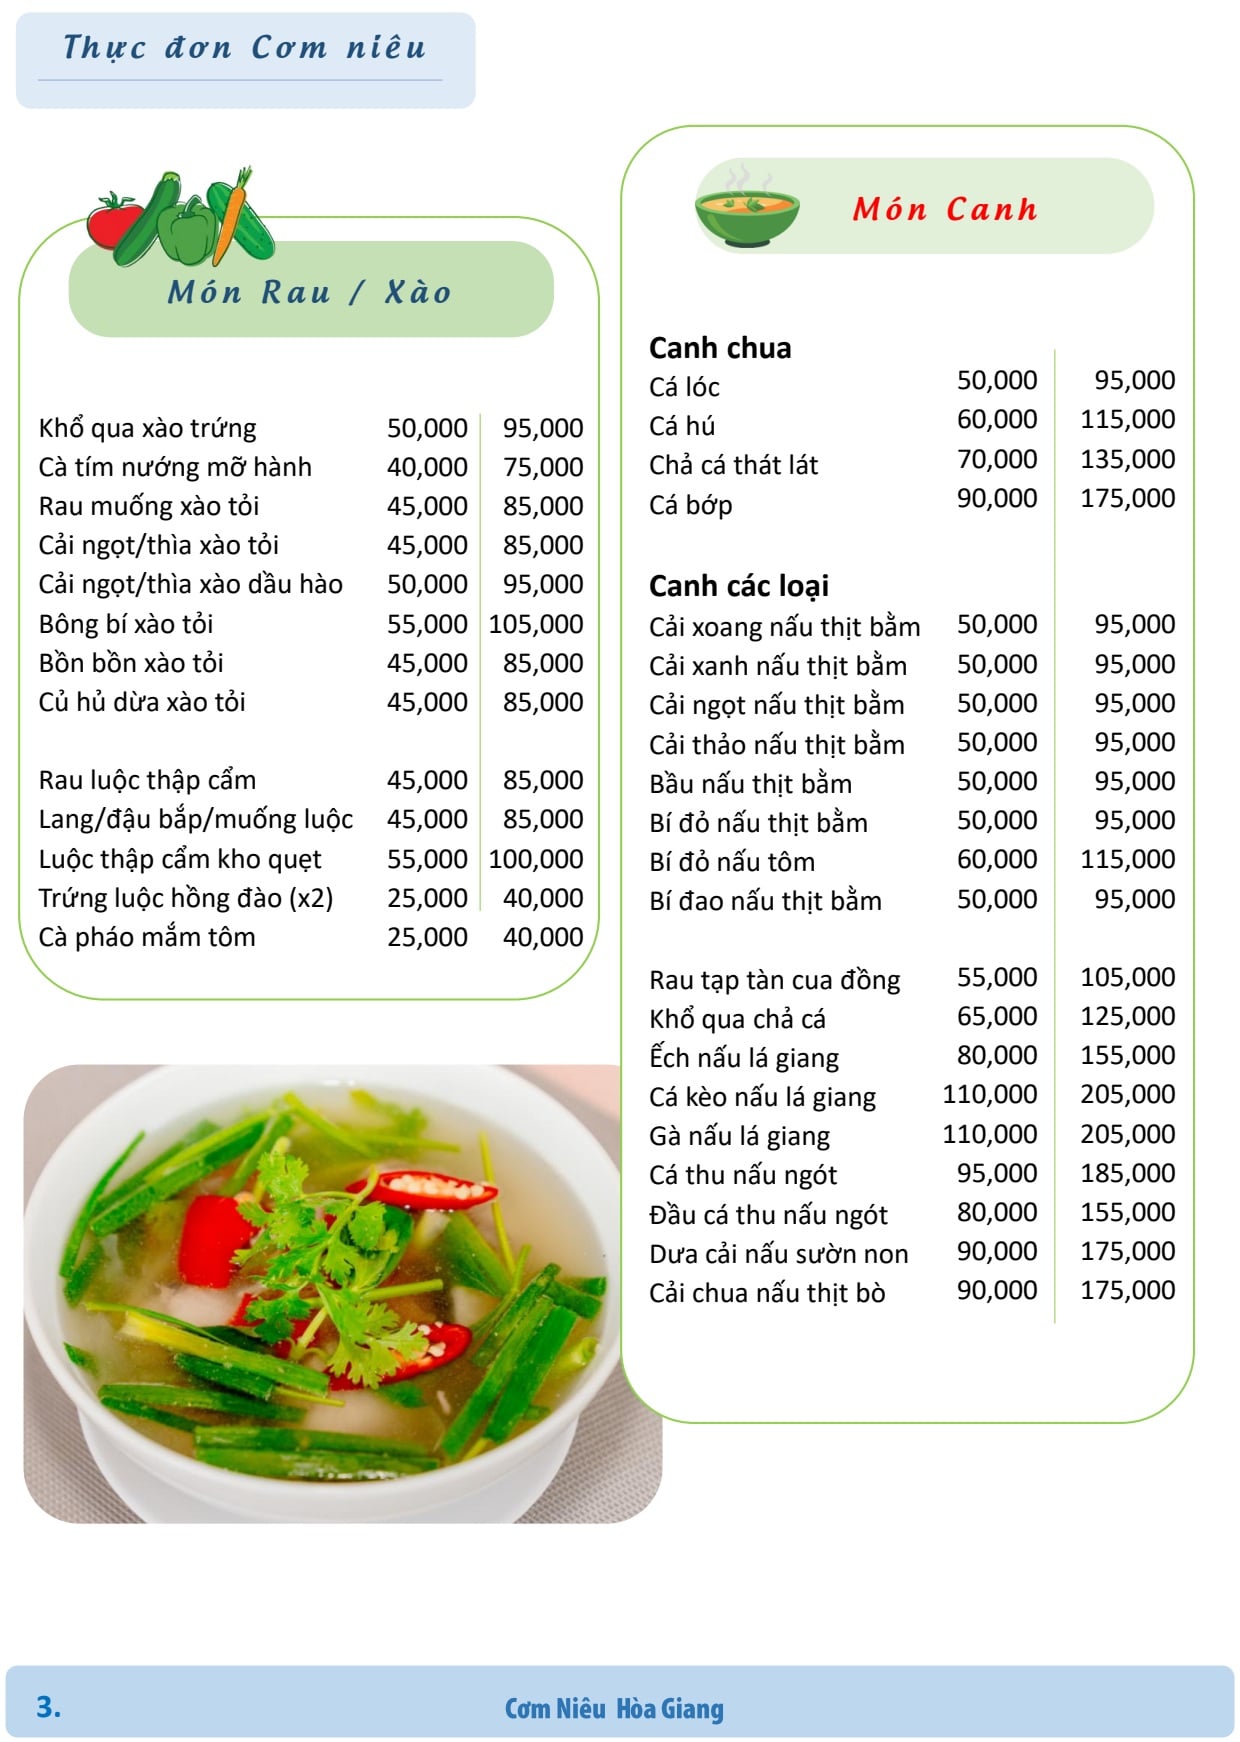 Thực đơn Cơm niêu
Món Rau / Xào
Khổ qua xào trứng 50,000 95,000
Cà tím nướng mỡ hành 40,000 75,000
Rau muống xào tỏi 45,000 85,000
Cải ngọt/thìa xào tỏi 45,000 85,000
Cải ngọt/thìa xào dầu hào 50,000 95,000
Bông bí xào tỏi 55,000 105,000
Bồn bồn xào tỏi 45,000 85,000
Củ hủ dừa xào tỏi 45,000 85,000
Rau luộc thập cẩm 45,000 85,000
Lang/đậu bắp/muống luộc 45,000 85,000
Luộc thập cẩm kho quẹt 55,000 100,000
Trứng luộc hồng đào (x2) 25,000 40,000
Cà pháo mắm tôm 25,000 40,000
Món Canh
Canh chua
Cá lóc 50,000 95,000
Cá hú 60,000 115,000
Chả cá thát lát 70,000 135,000
Cá bớp 90,000 175,000
Canh các loại
Cải xoang nấu thịt bằm 50,000 95,000
Cải xanh nấu thịt bằm 50,000 95,000
Cải ngọt nấu thịt bằm 50,000 95,000
Cải thảo nấu thịt bằm 50,000 95,000
Bầu nấu thịt bằm 50,000 95,000
Bí đỏ nấu thịt bằm 50,000 95,000
Bí đỏ nấu tôm 60,000 115,000
Bí đao nấu thịt bằm 50,000 95,000
Rau tạp tàn cua đồng 55,000 105,000
Khổ qua chả cá 65,000 125,000
Ếch nấu lá giang 80,000 155,000
Cá kèo nấu lá giang 110,000 205,000
Gà nấu lá giang 110,000 205,000
Cá thu nấu ngót 95,000 185,000
Đầu cá thu nấu ngót 80,000 155,000
Dưa cải nấu sườn non 90,000 175,000
Cải chua nấu thịt bò 90,000 175,000
3. Cơm Niêu Hòa Giang